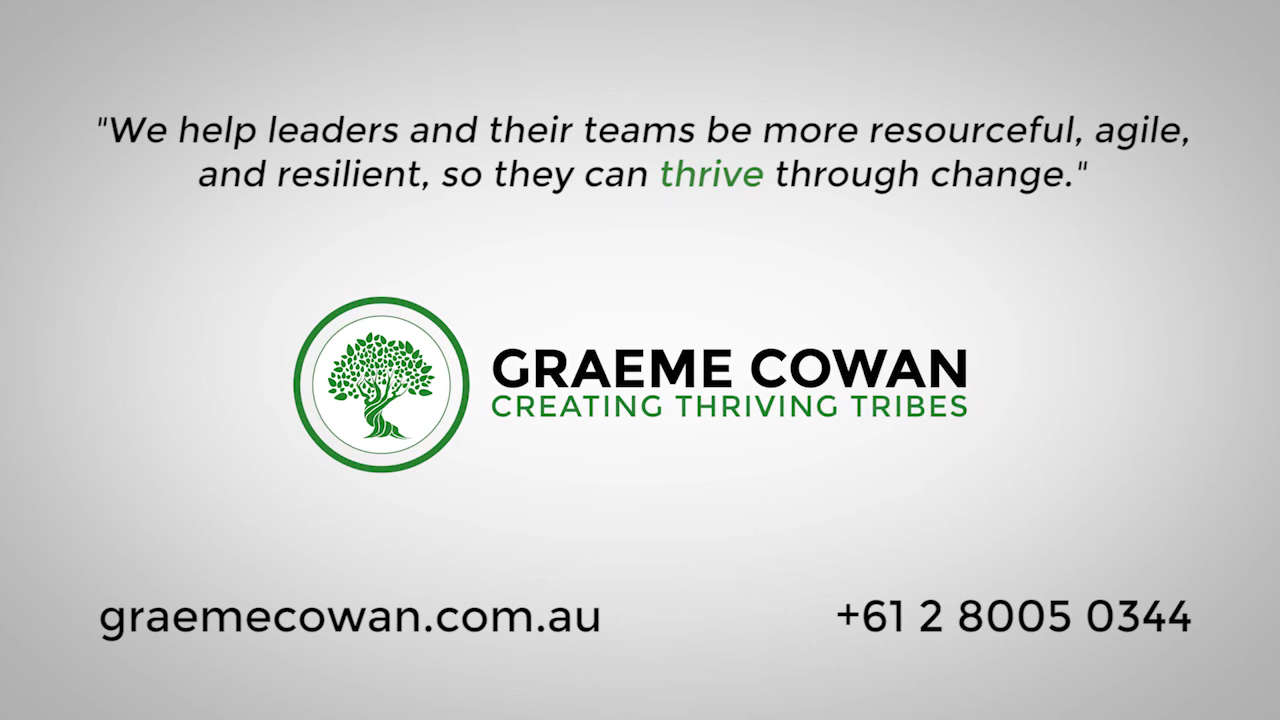 "We help leaders and their teams be more resourceful, agile,
and resilient, so they can thrive through change."
GRAEME COWAN
CREATING THRIVING TRIBES
graemecowan.com.au
+61 2 8005 0344